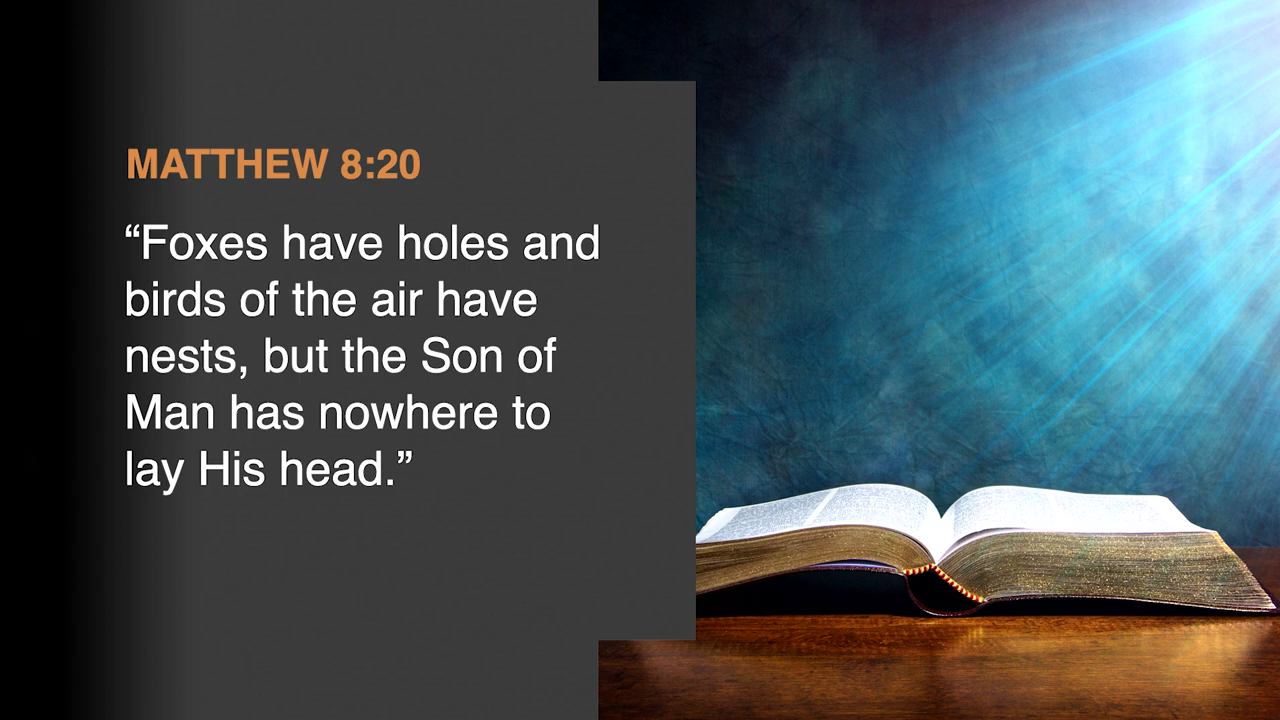 MATTHEW 8:20
“Foxes have holes and
birds of the air have
nests, but the Son of
Man has nowhere to
lay His head.”